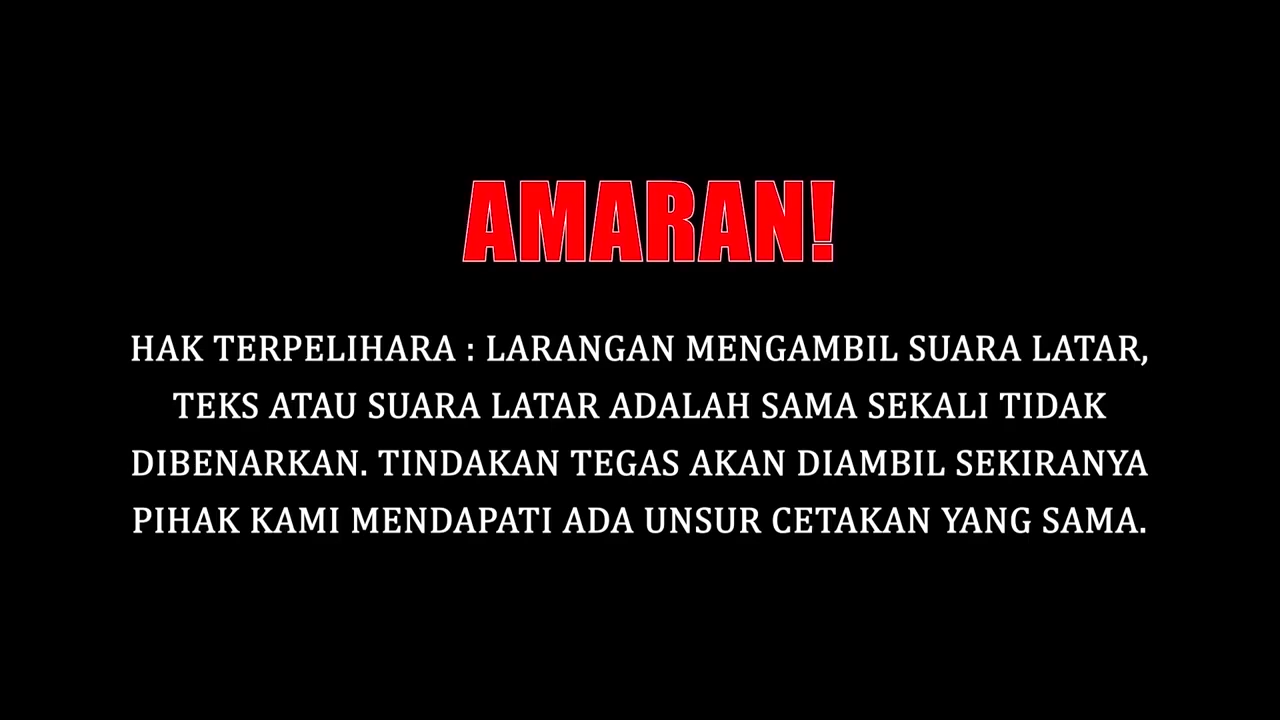 AMARAN!
HAK TERPELIHARA : LARANGAN MENGAMBIL SUARA LATAR,
TEKS ATAU SUARA LATAR ADALAH SAMA SEKALI TIDAK
DIBENARKAN. TINDAKAN TEGAS AKAN DIAMBIL SEKIRANYA
PIHAK KAMI MENDAPATI ADA UNSUR CETAKAN YANG SAMA.